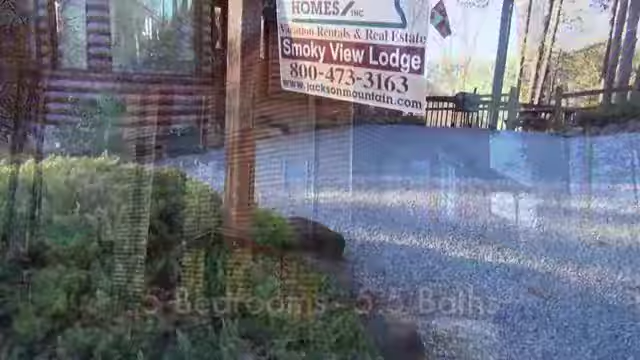 HOMES/ INC
Vacation Rentals & Real Estate
Smoky View Lodge
800-473-3163
www.jacksonmountain.com
5 Bedrooms - 5.5 Baths